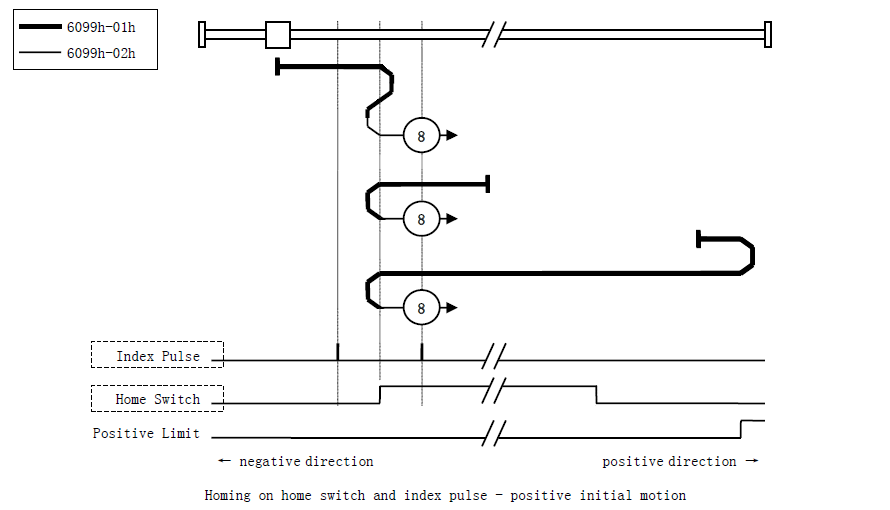 6099h-01h
6099h-02h
8
8
8
Index Pulse
Home Switch
Positive Limit
← negative direction
positive direction →
Homing on home switch and index pulse - positive initial motion